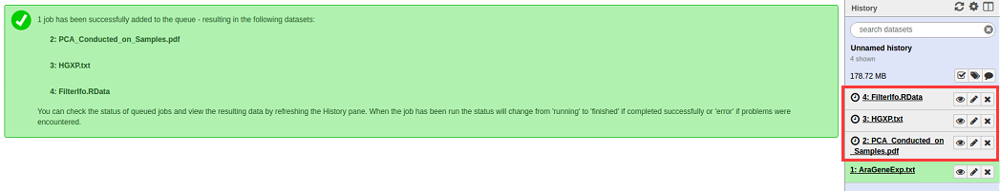 1 job has been successfully added to the queue - resulting in the following datasets:
2: PCA_Conducted_on_Samples.pdf
3: HGXP.txt
4: FilterIfo.RData
You can check the status of queued jobs and view the resulting data by refreshing the History pane. When the job has been run the status will change from 'running' to 'finished' if completed successfully or 'error' if problems were
encountered.
History
search datasets
Unnamed history
4 shown
178.72 MB
4: FilterIfo.RData
3: HGXP.txt
2: PCA_Conducted_on
_Samples.pdf
1: AraGeneExp.txt